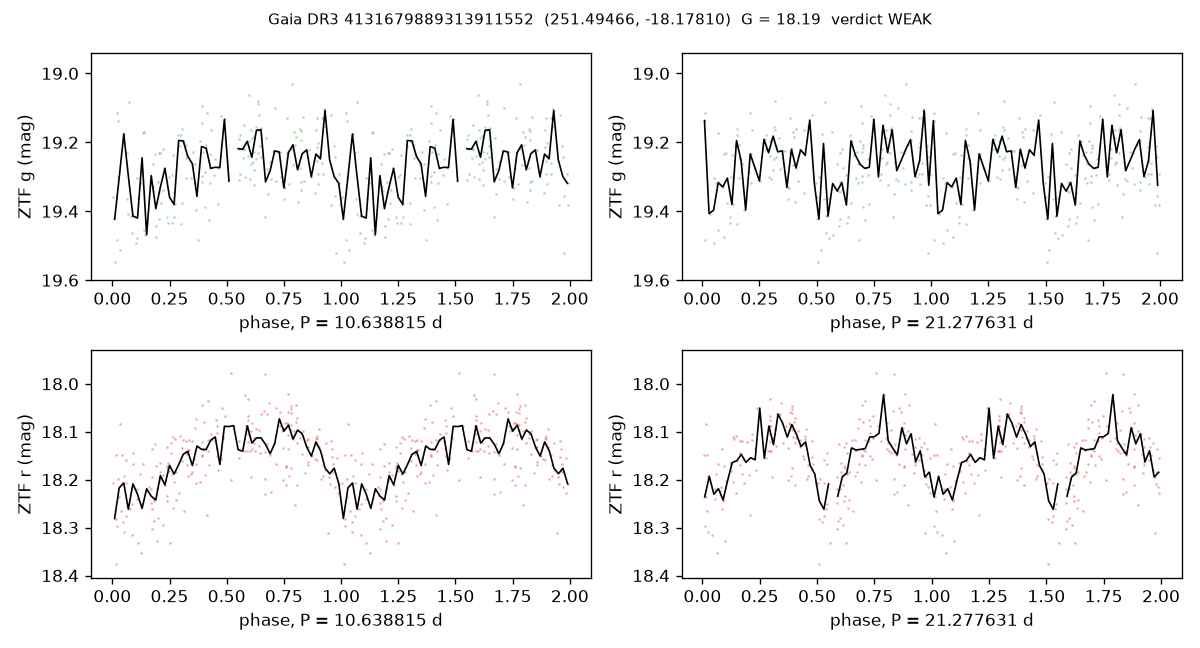 Gaia DR3 4131679889313911552  (251.49466, -18.17810)  G = 18.19  verdict WEAK
ZTF g (mag)
19.0
19.2
19.4
19.6
0.00 0.25 0.50 0.75 1.00 1.25 1.50 1.75 2.00
phase, P = 10.638815 d
ZTF g (mag)
19.0
19.2
19.4
19.6
0.00 0.25 0.50 0.75 1.00 1.25 1.50 1.75 2.00
phase, P = 21.277631 d
ZTF r (mag)
18.0
18.1
18.2
18.3
18.4
0.00 0.25 0.50 0.75 1.00 1.25 1.50 1.75 2.00
phase, P = 10.638815 d
ZTF r (mag)
18.0
18.1
18.2
18.3
18.4
0.00 0.25 0.50 0.75 1.00 1.25 1.50 1.75 2.00
phase, P = 21.277631 d